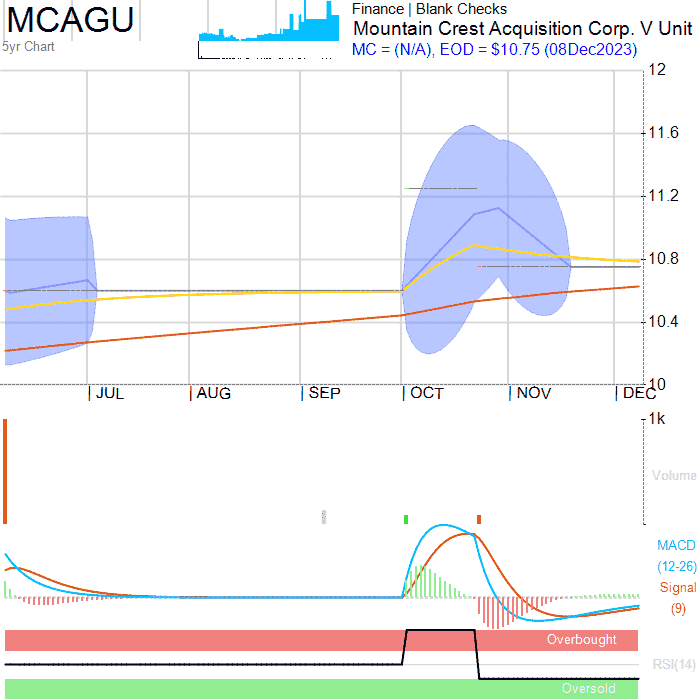 MCAGU
5yr Chart
Finance | Blank Checks
Mountain Crest Acquisition Corp. V Unit
MC = (N/A), EOD = $10.75 (08Dec2023)
12
11.6
11.2
10.8
10.4
10
JUL
AUG
SEP
OCT
NOV
DEC
1k
Volume
MACD
(12-26)
Signal
(9)
Overbought
RSI(14)
Oversold